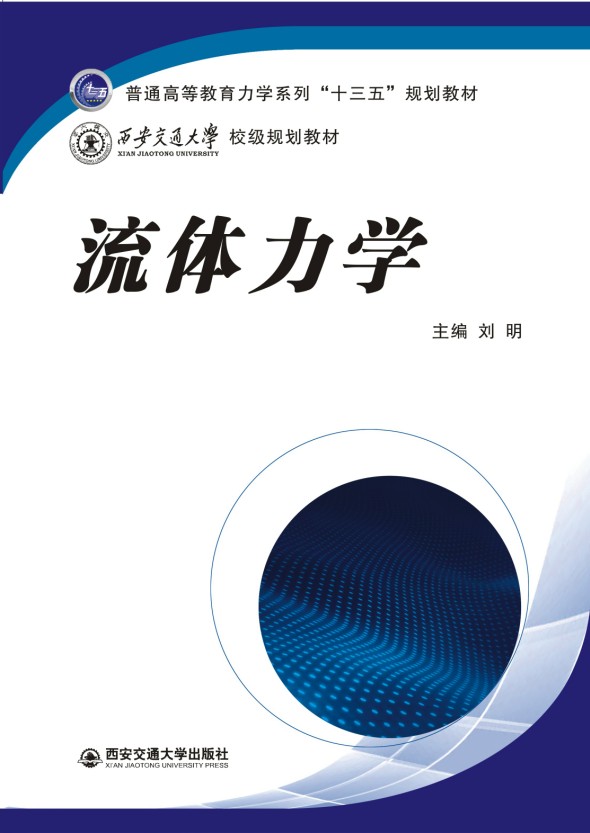 普通高等教育力学系列“十三五”规划教材
西安交通大学 校级规划教材
XI'AN JIAOTONG UNIVERSITY
流体力学
主编 刘 明
西安交通大学出版社
XI'AN JIAOTONG UNIVERSITY PRESS